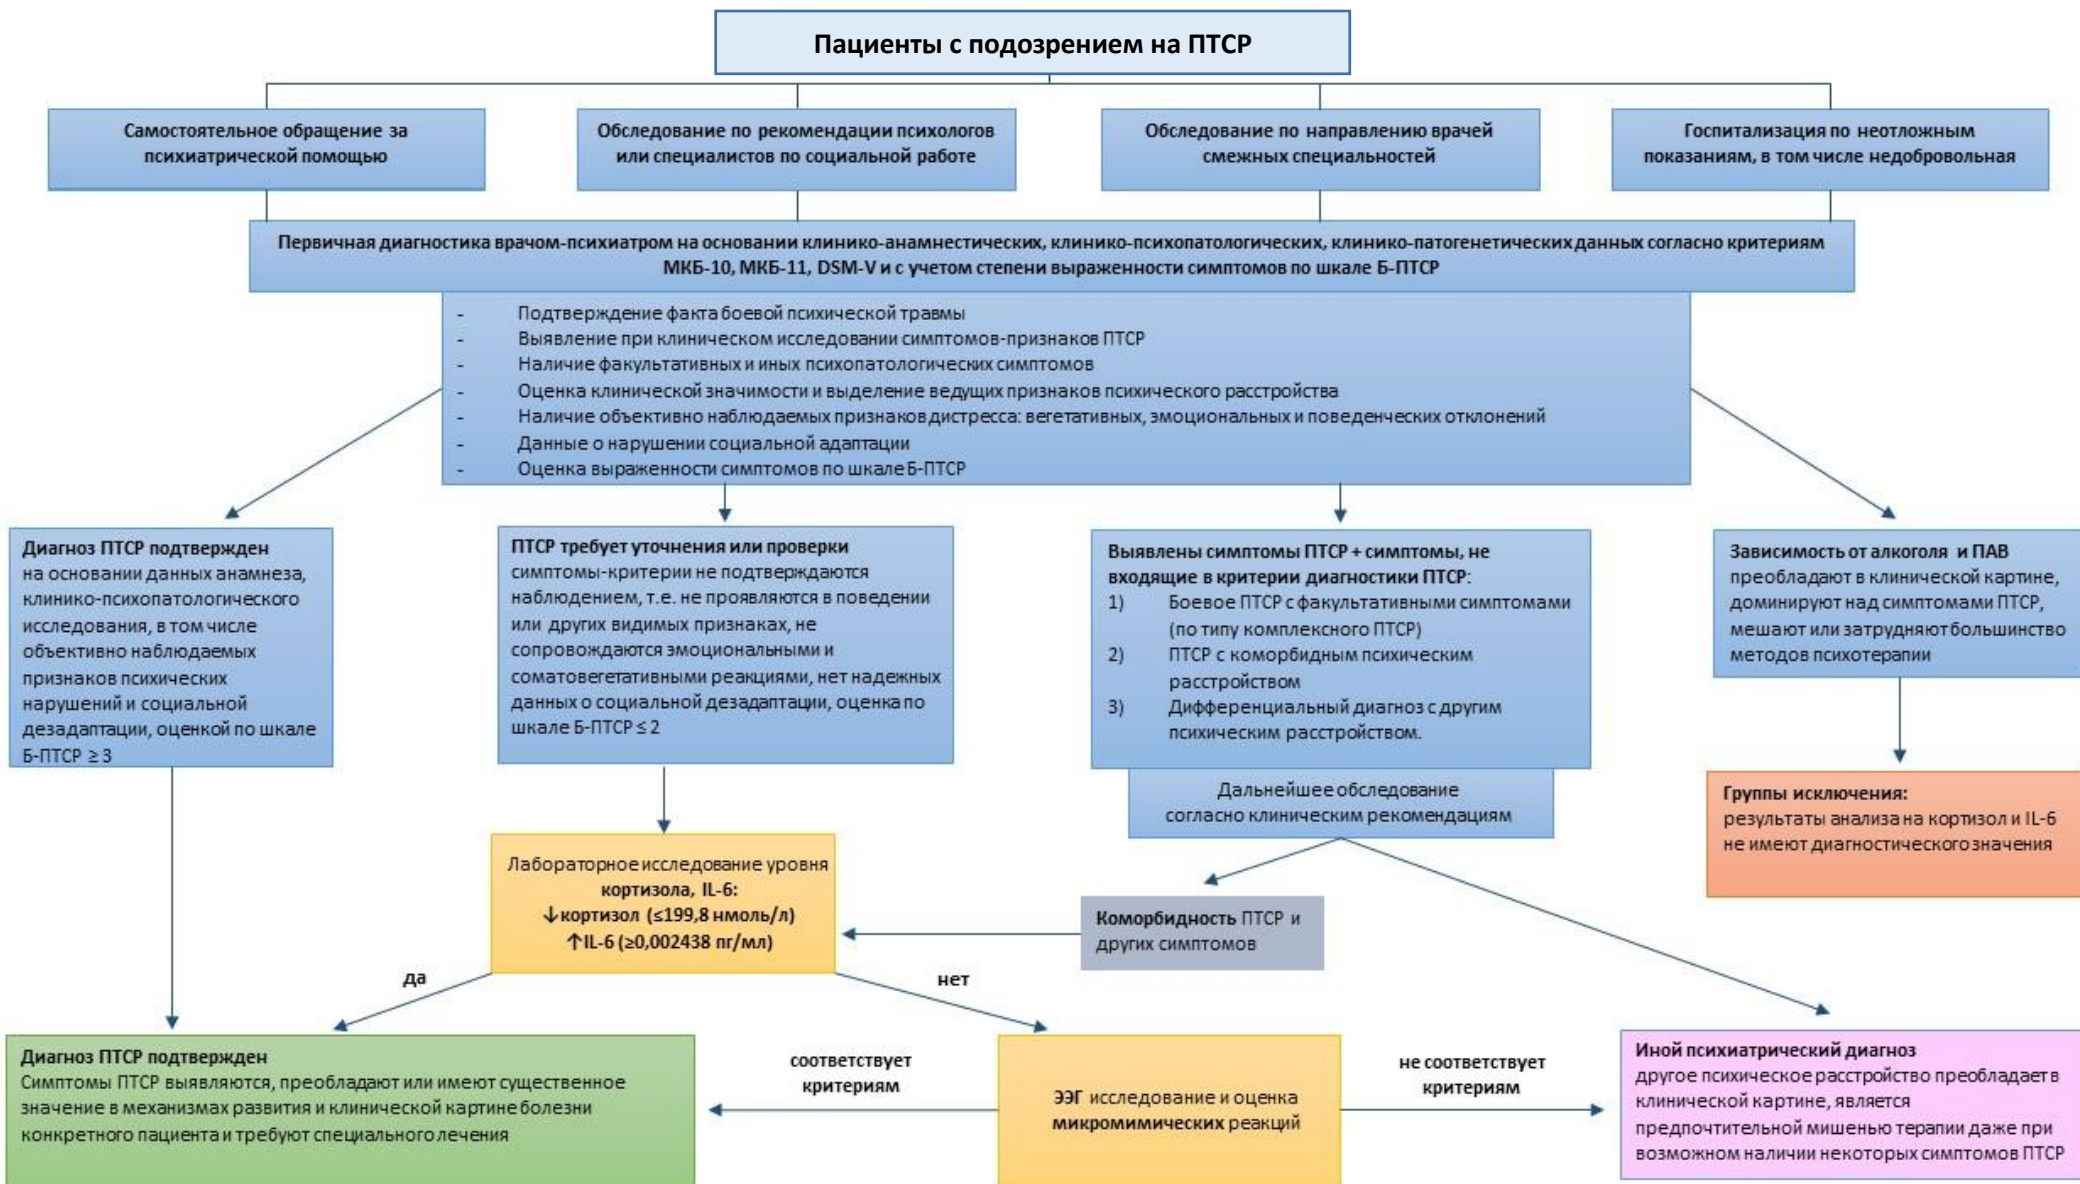 Пациенты с подозрением на ПТСР
Самостоятельное обращение за
психиатрической помощью
Обследование по рекомендации психологов
или специалистов по социальной работе
Обследование по направлению врачей
смежных специальностей
Госпитализация по неотложным
показаниям, в том числе недобровольная
Первичная диагностика врачом-психиатром на основании клинико-анамнестических, клинико-психопатологических, клинико-патогенетических данных согласно критериям
МКБ-10, МКБ-11, DSM-V и с учетом степени выраженности симптомов по шкале Б-ПТСР
- Подтверждение факта боевой психической травмы
- Выявление при клиническом исследовании симптомов-признаков ПТСР
- Наличие факультативных и иных психопатологических симптомов
- Оценка клинической значимости и выделение ведущих признаков психического расстройства
- Наличие объективно наблюдаемых признаков дистресса: вегетативных, эмоциональных и поведенческих отклонений
- Данные о нарушении социальной адаптации
- Оценка выраженности симптомов по шкале Б-ПТСР
Диагноз ПТСР подтвержден
на основании данных анамнеза,
клинико-психопатологического
исследования, в том числе
объективно наблюдаемых
признаков психических
нарушений и социальной
дезадаптации, оценкой по шкале
Б-ПТСР ≥ 3
ПТСР требует уточнения или проверки
симптомы-критерии не подтверждаются
наблюдением, т.е. не проявляются в поведении
или других видимых признаках, не
сопровождаются эмоциональными и
соматовегетативными реакциями, нет надежных
данных о социальной дезадаптации, оценка по
шкале Б-ПТСР ≤ 2
Выявлены симптомы ПТСР + симптомы, не
входящие в критерии диагностики ПТСР:
1) Боевое ПТСР с факультативными симптомами
(по типу комплексного ПТСР)
2) ПТСР с коморбидным психическим
расстройством
3) Дифференциальный диагноз с другим
психическим расстройством.
Дальнейшее обследование
согласно клиническим рекомендациям
Зависимость от алкоголя и ПАВ
преобладают в клинической картине,
доминируют над симптомами ПТСР,
мешают или затрудняют большинство
методов психотерапии
Группы исключения:
результаты анализа на кортизол и IL-6
не имеют диагностического значения
Лабораторное исследование уровня
кортизола, IL-6:
↓кортизол (≤199,8 нмоль/л)
↑IL-6 (≥0,002438 пг/мл)
Коморбидность ПТСР и
других симптомов
да
нет
Диагноз ПТСР подтвержден
Симптомы ПТСР выявляются, преобладают или имеют существенное
значение в механизмах развития и клинической картине болезни
конкретного пациента и требуют специального лечения
соответствует
критериям
ЭЭГ исследование и оценка
микромимических реакций
не соответствует
критериям
Иной психиатрический диагноз
другое психическое расстройство преобладает в
клинической картине, является
предпочтительной мишенью терапии даже при
возможном наличии некоторых симптомов ПТСР